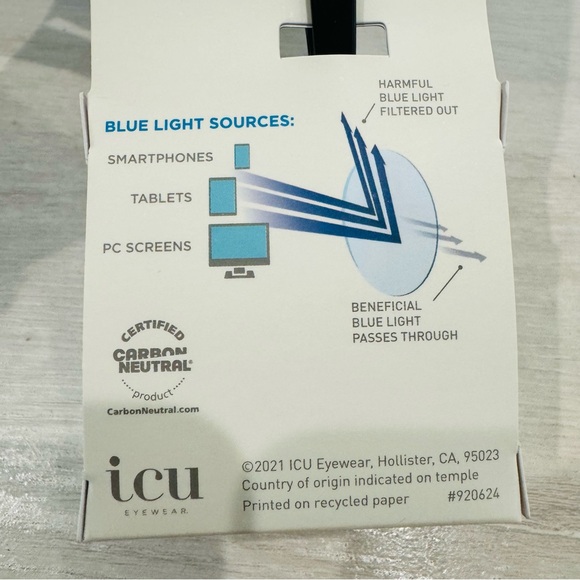 HARMFUL
BLUE LIGHT
FILTERED OUT
BLUE LIGHT SOURCES:
SMARTPHONES
TABLETS
PC SCREENS
BENEFICIAL
BLUE LIGHT
PASSES THROUGH
CERTIFIED
CARBON
NEUTRAL®
product
CarbonNeutral.com
icu
EYEWEAR.
©2021 ICU Eyewear, Hollister, CA, 95023
Country of origin indicated on temple
Printed on recycled paper #920624